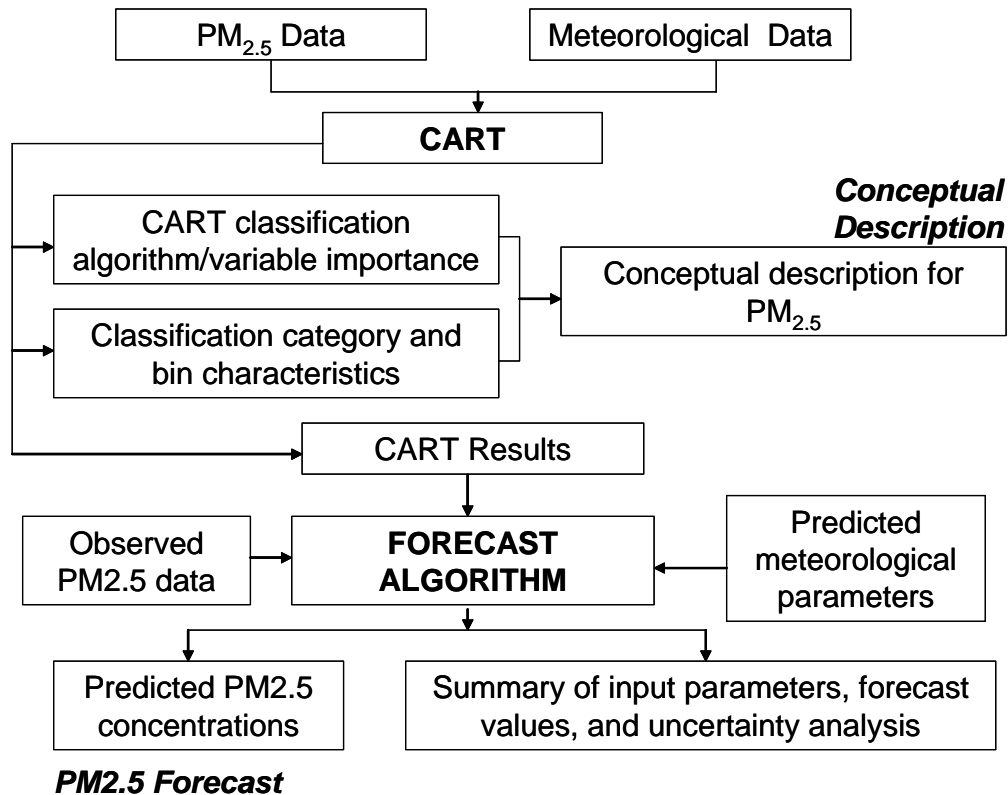 PM2.5 Data
Meteorological Data
CART
Conceptual
Description
CART classification
algorithm/variable importance
Conceptual description for
PM2.5
Classification category and
bin characteristics
CART Results
Observed
PM2.5 data
FORECAST
ALGORITHM
Predicted
meteorological
parameters
Predicted PM2.5
concentrations
Summary of input parameters, forecast
values, and uncertainty analysis
PM2.5 Forecast